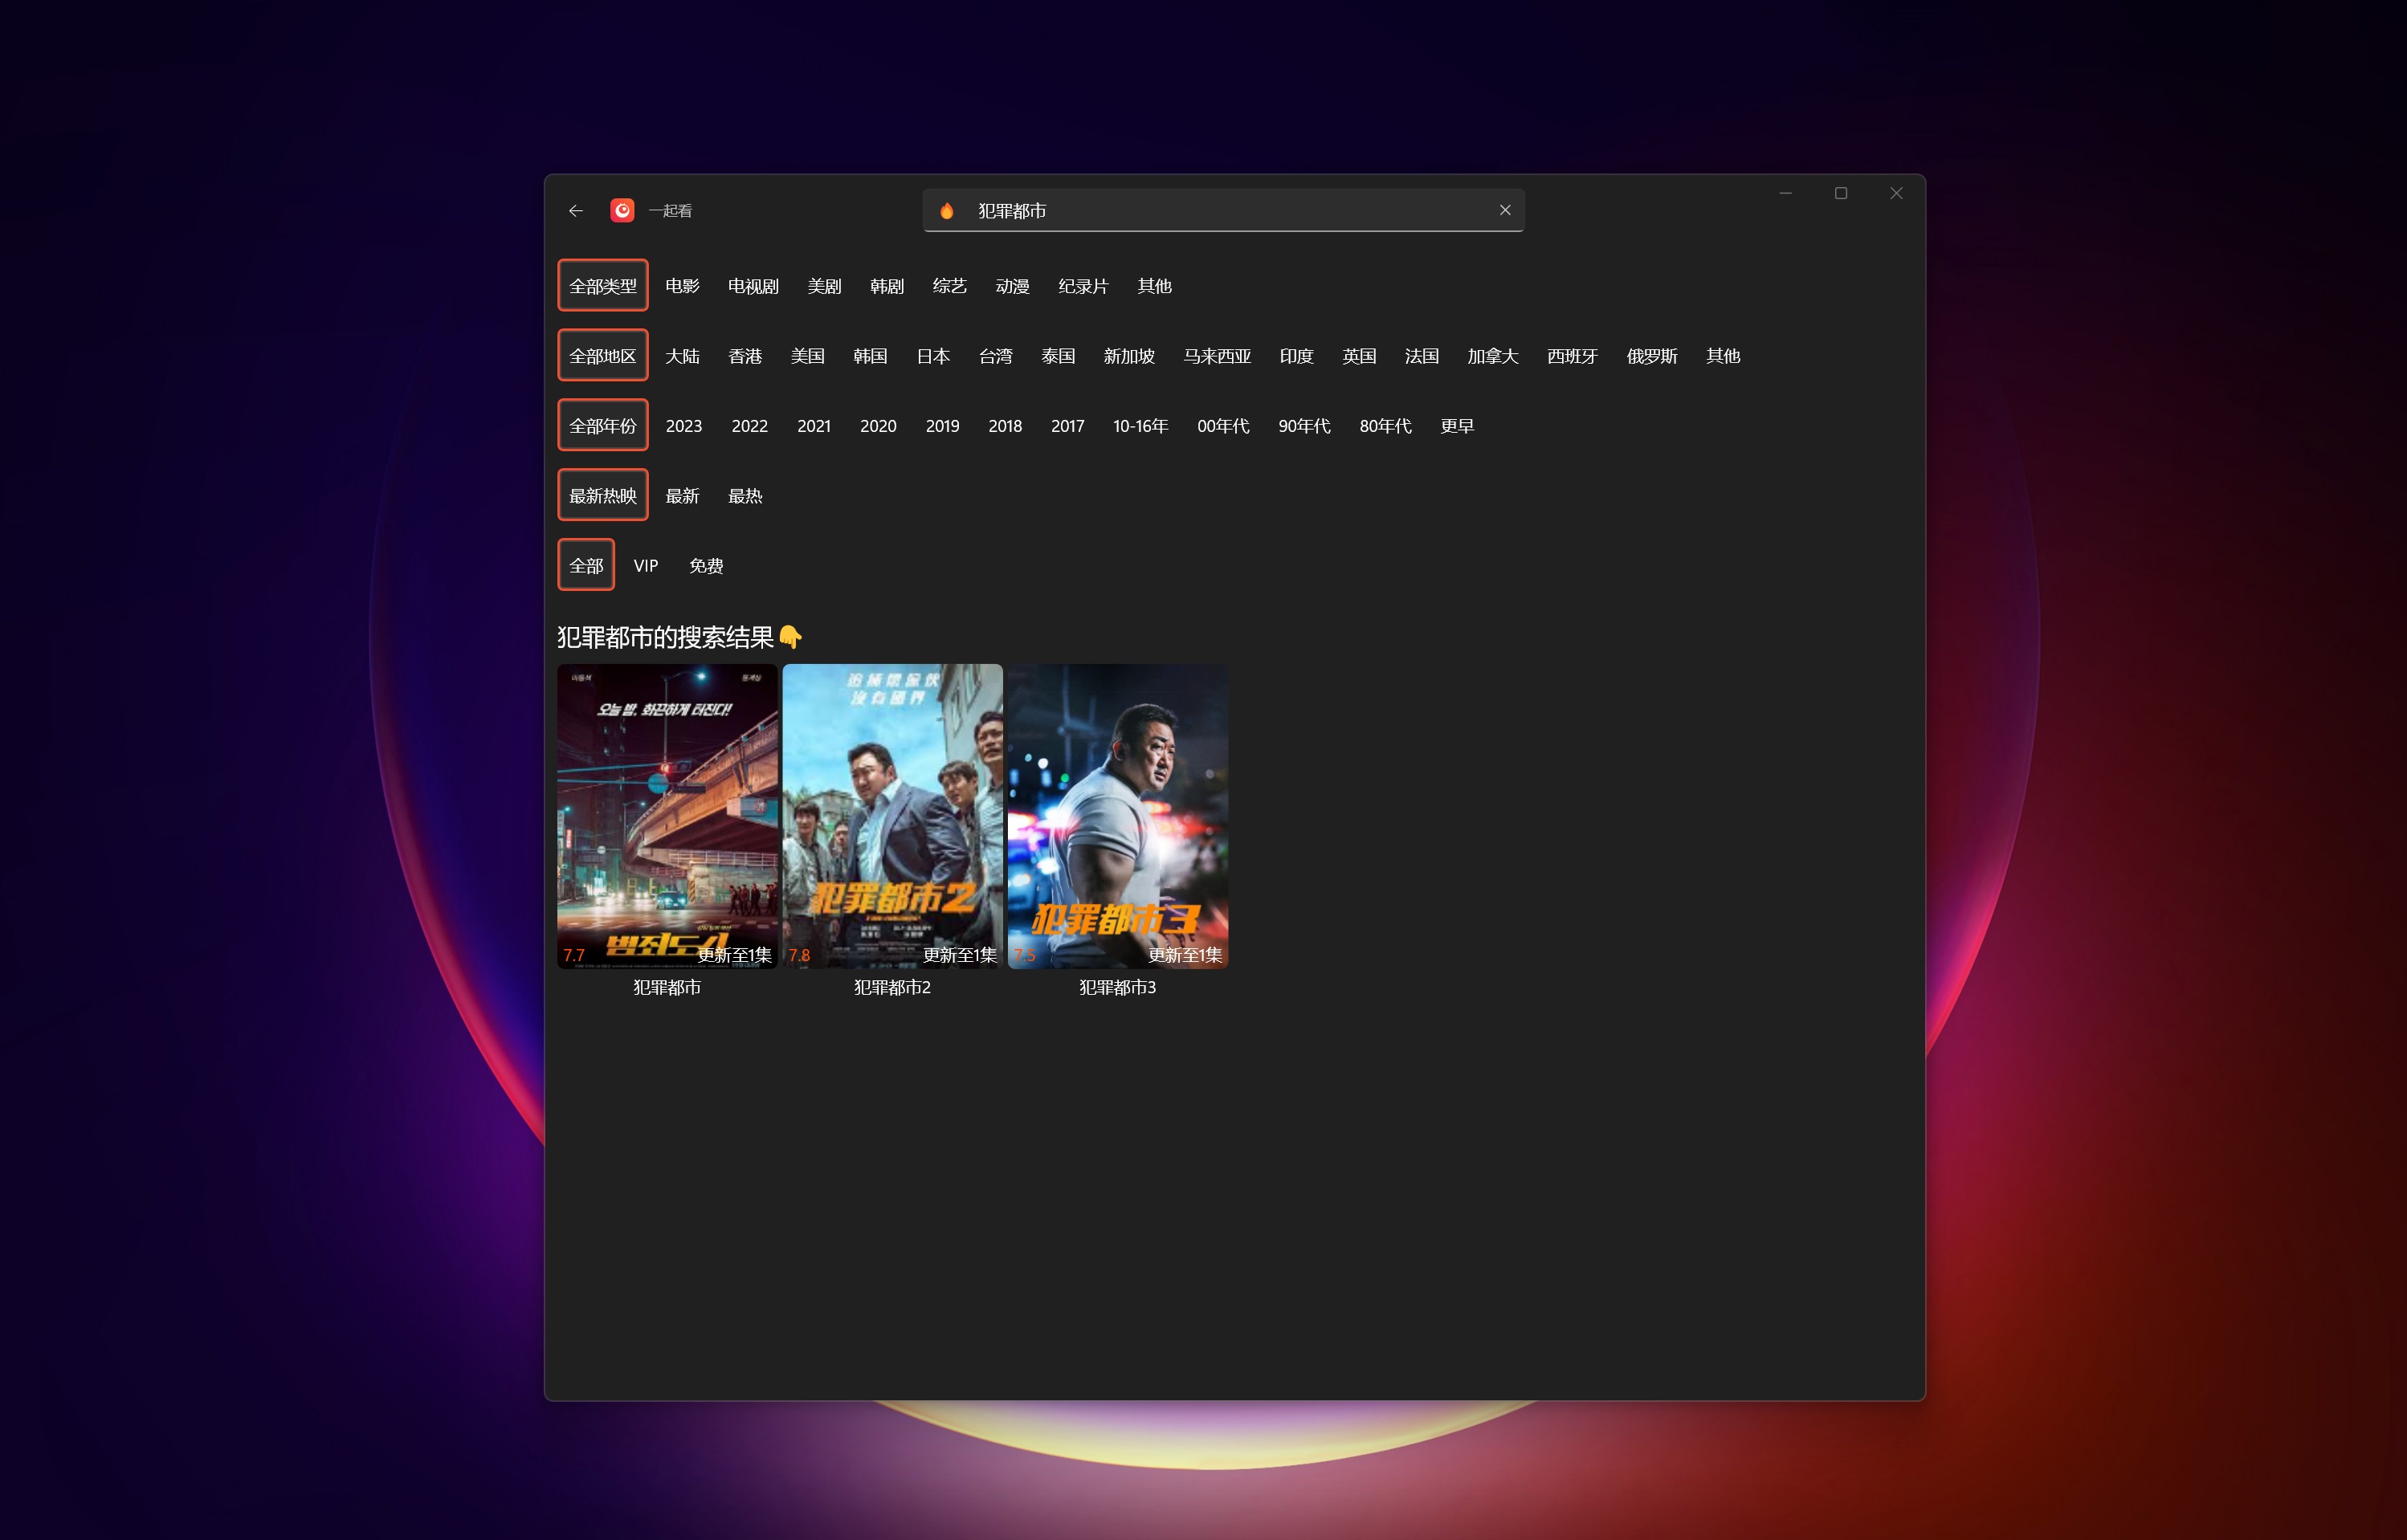 一起看
犯罪都市
全部类型 电影 电视剧 美剧 韩剧 综艺 动漫 纪录片 其他
全部地区 大陆 香港 美国 韩国 日本 台湾 泰国 新加坡 马来西亚 印度 英国 法国 加拿大 西班牙 俄罗斯 其他
全部年份 2023 2022 2021 2020 2019 2018 2017 10-16年 00年代 90年代 80年代 更早
最新热映 最新 最热
全部 VIP 免费
犯罪都市的搜索结果👇
오늘 밤, 화끈하게 터진다!
범죄도시
7.7 更新至1集
犯罪都市
追捕壞傢伙
沒有國界
犯罪都市2
7.8 更新至1集
犯罪都市2
犯罪都市3
7.5 更新至1集
犯罪都市3